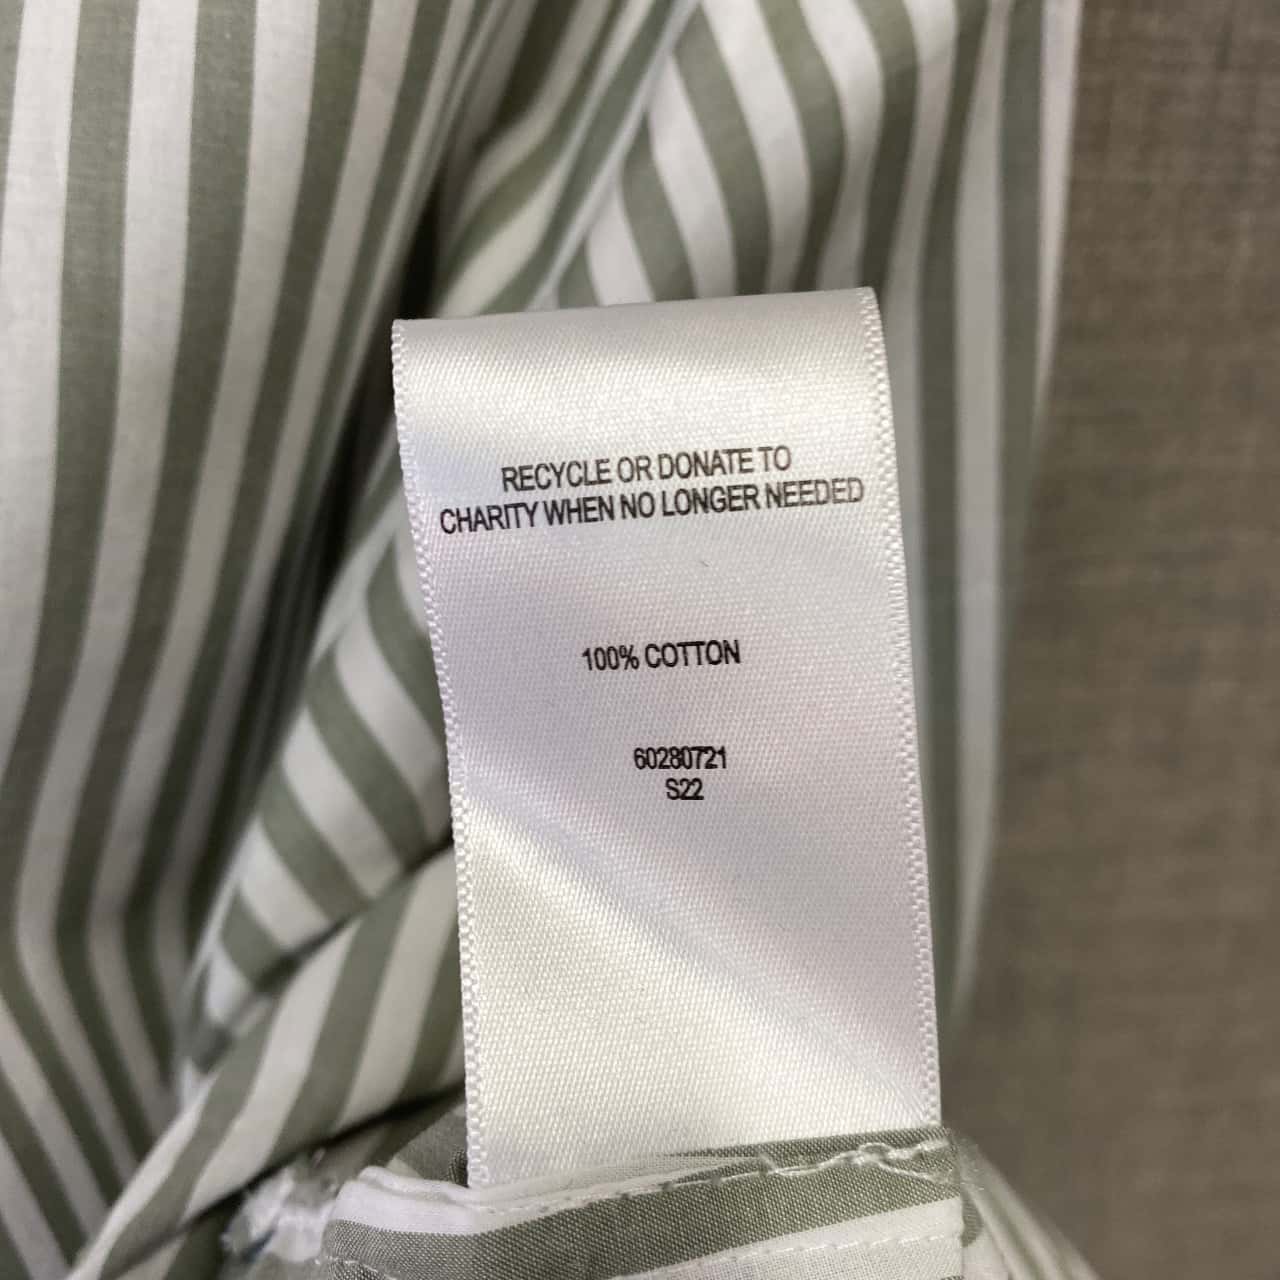 RECYCLE OR DONATE TO
CHARITY WHEN NO LONGER NEEDED
100% COTTON
60280721
S22